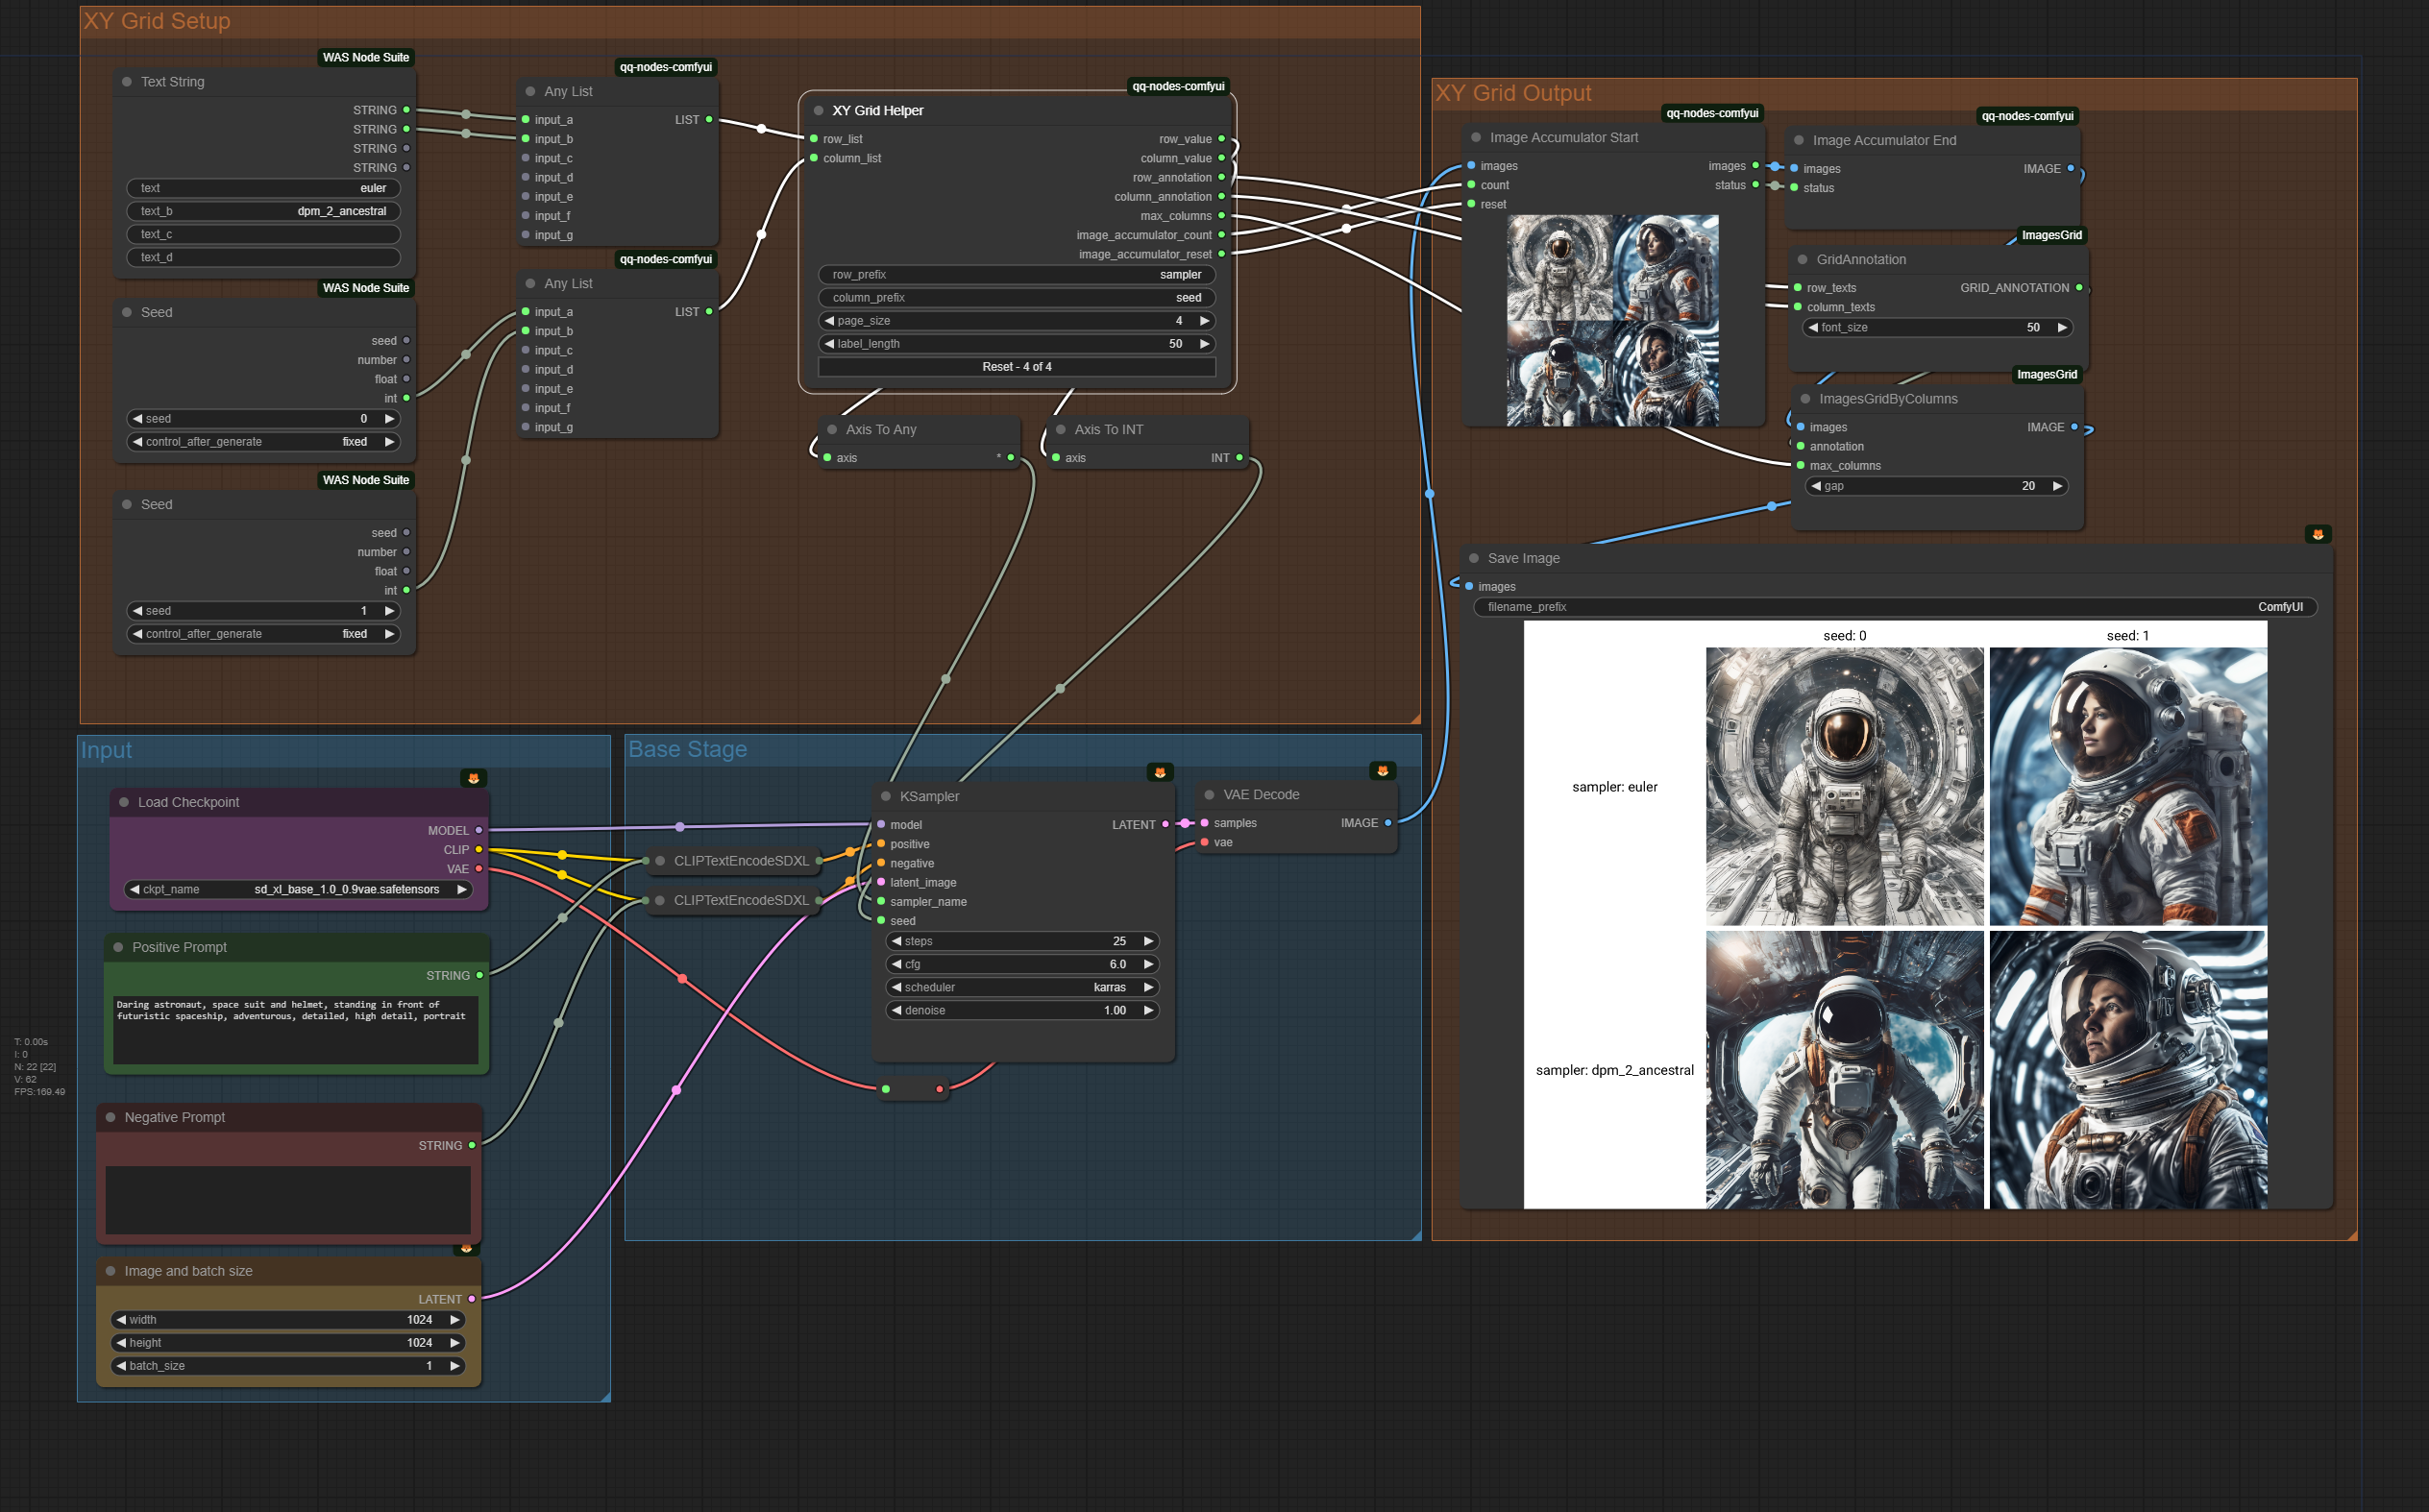 XY Grid Setup
WAS Node Suite
Text String
STRING
STRING
STRING
STRING
text euler
text_b dpm_2_ancestral
text_c
text_d
WAS Node Suite
Seed
seed
number
float
int
seed 0
control_after_generate fixed
WAS Node Suite
Seed
seed
number
float
int
seed 1
control_after_generate fixed
qq-nodes-comfyui
Any List
input_a LIST
input_b
input_c
input_d
input_e
input_f
input_g
qq-nodes-comfyui
Any List
input_a LIST
input_b
input_c
input_d
input_e
input_f
input_g
qq-nodes-comfyui
XY Grid Helper
row_list row_value
column_list column_value
row_annotation
column_annotation
max_columns
image_accumulator_count
image_accumulator_reset
row_prefix sampler
column_prefix seed
page_size 4
label_length 50
Reset - 4 of 4
Axis To Any
axis *
Axis To INT
axis INT
XY Grid Output
qq-nodes-comfyui
Image Accumulator Start
images images
count status
reset
qq-nodes-comfyui
Image Accumulator End
images IMAGE
status
ImagesGrid
GridAnnotation
row_texts GRID_ANNOTATION
column_texts
font_size 50
ImagesGrid
ImagesGridByColumns
images IMAGE
annotation
max_columns
gap 20
Save Image
images
filename_prefix ComfyUI
seed: 0 seed: 1
sampler: euler
sampler: dpm_2_ancestral
Input
Load Checkpoint
MODEL
CLIP
VAE
ckpt_name sd_xl_base_1.0_0.9vae.safetensors
Positive Prompt
STRING
Daring astronaut, space suit and helmet, standing in front of
futuristic spaceship, adventurous, detailed, high detail, portrait
Negative Prompt
STRING
Image and batch size
LATENT
width 1024
height 1024
batch_size 1
Base Stage
CLIPTextEncodeSDXL
CLIPTextEncodeSDXL
KSampler
model LATENT
positive
negative
latent_image
sampler_name
seed
steps 25
cfg 6.0
scheduler karras
denoise 1.00
VAE Decode
samples IMAGE
vae
T: 0.00s
I: 0
N: 22 [22]
V: 62
FPS:169.49